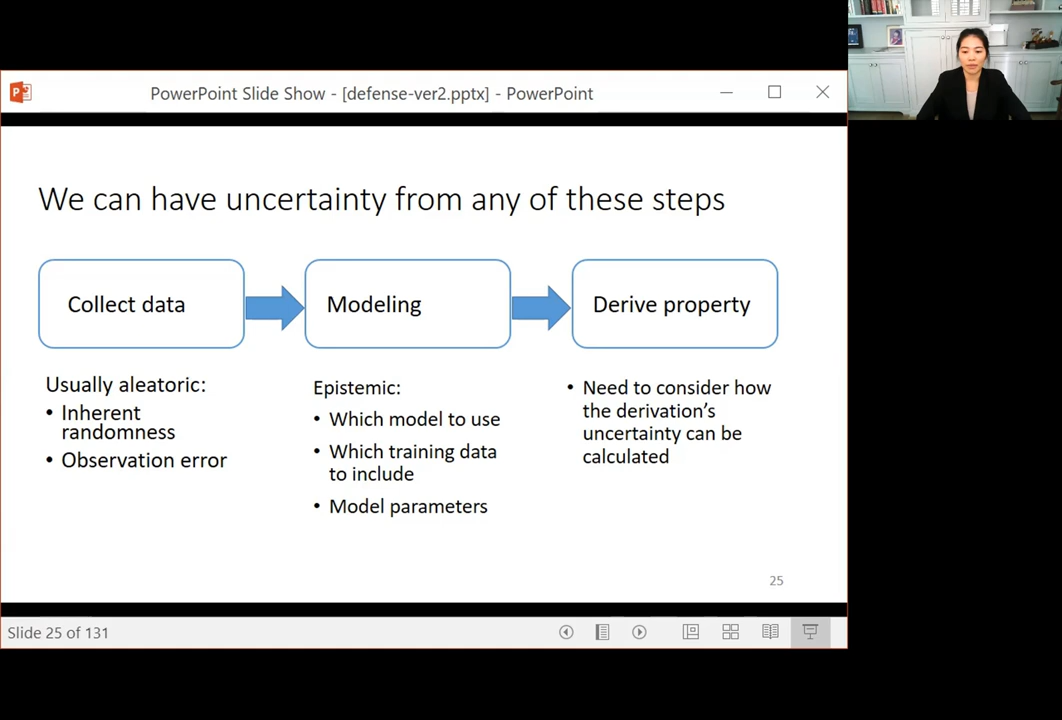 PowerPoint Slide Show - [defense-ver2.pptx] - PowerPoint
We can have uncertainty from any of these steps
Collect data
Modeling
Derive property
Usually aleatoric:
• Inherent
randomness
• Observation error
Epistemic:
• Which model to use
• Which training data
to include
• Model parameters
• Need to consider how
the derivation's
uncertainty can be
calculated
25
Slide 25 of 131